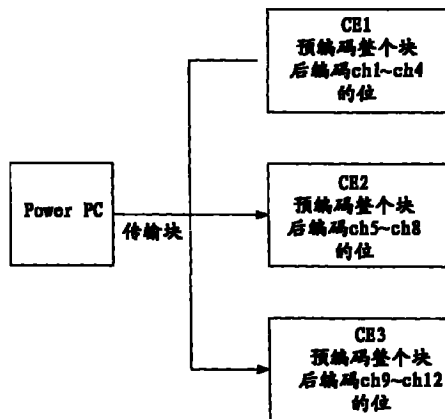 CE1
预编码整个块
后编码ch1~ch4
的位
Power PC
传输块
CE2
预编码整个块
后编码ch5~ch8
的位
CE3
预编码整个块
后编码ch9~ch12
的位